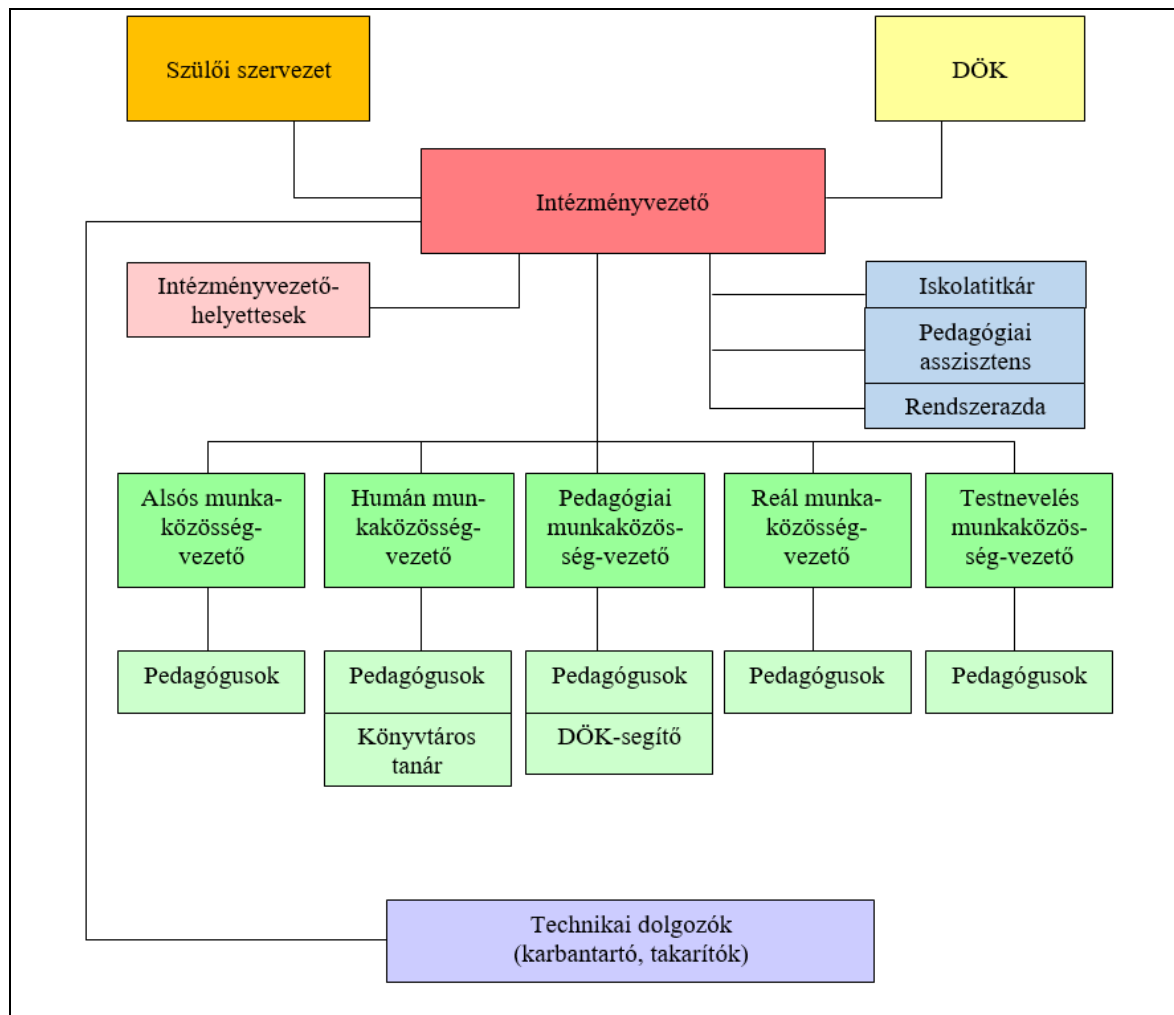 Szülői szervezet
DÖK
Intézményvezető
Intézményvezető-
helyettesek
Iskolatitkár
Pedagógiai
asszisztens
Rendszerazda
Alsós munka-
közösség-
vezető
Humán mun-
kaközösség-
vezető
Pedagógiai
munkaközös-
ség-vezető
Reál munka-
közösség-
vezető
Testnevelés
munkaközös-
ség-vezető
Pedagógusok
Pedagógusok
Könyvtáros
tanár
Pedagógusok
DÖK-segítő
Pedagógusok
Pedagógusok
Technikai dolgozók
(karbantartó, takarítók)